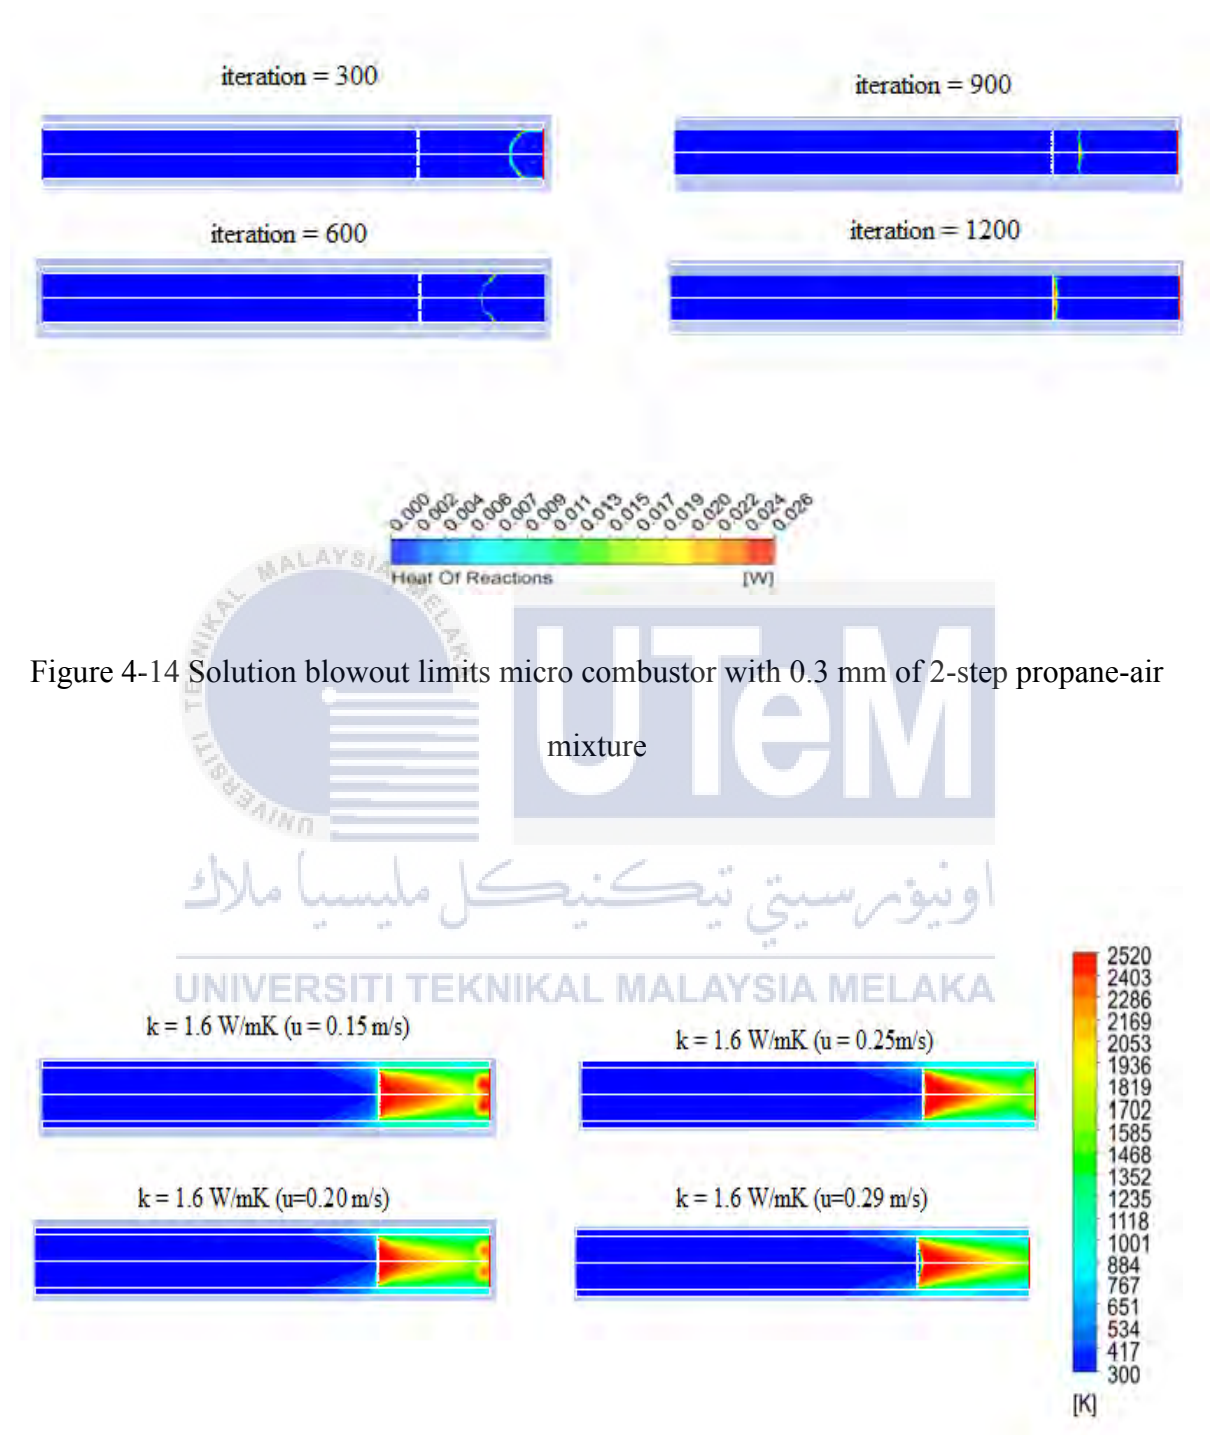 iteration = 300
iteration = 900
iteration = 600
iteration = 1200
0.000 0.002 0.004 0.006 0.007 0.009 0.011 0.013 0.015 0.017 0.019 0.020 0.022 0.024 0.026
Heat Of Reactions [W]
Figure 4-14 Solution blowout limits micro combustor with 0.3 mm of 2-step propane-air
mixture
UNIVERSITI TEKNIKAL MALAYSIA MELAKA
UTeM
اونيۏرسيتي تيكنيكل مليسيا ملاك
UNIVERSITI TEKNIKAL MALAYSIA MELAKA
k = 1.6 W/mK (u = 0.15 m/s)
k = 1.6 W/mK (u = 0.25m/s)
k = 1.6 W/mK (u=0.20 m/s)
k = 1.6 W/mK (u=0.29 m/s)
2520
2403
2286
2169
2053
1936
1819
1702
1585
1468
1352
1235
1118
1001
884
767
651
534
417
300
[K]